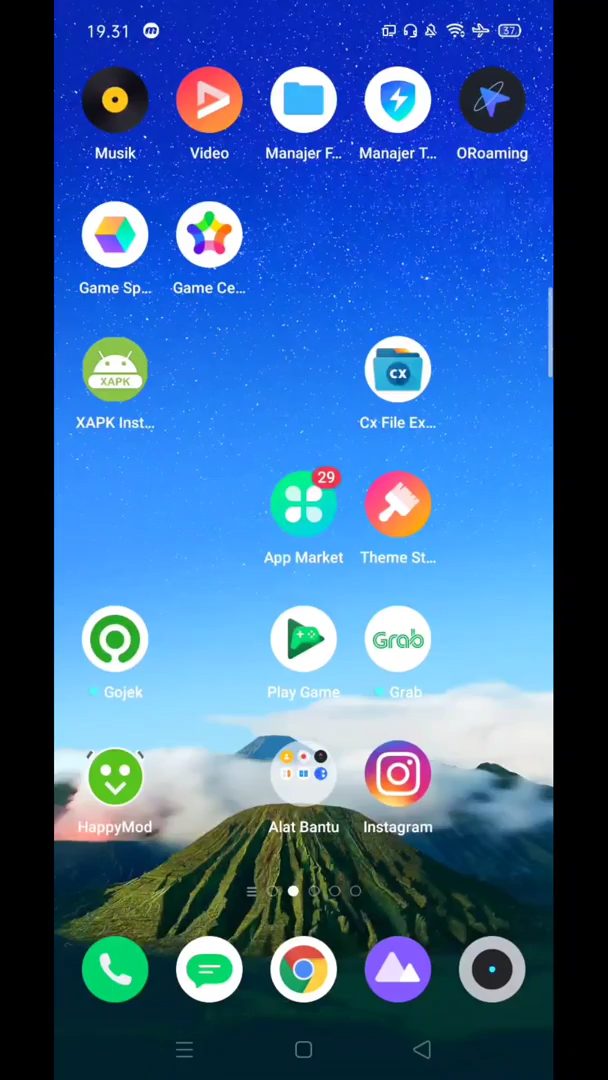 19.31
37
Musik
Video
Manajer F...
Manajer T...
ORoaming
Game Sp...
Game Ce...
XAPK
CX
XAPK Inst...
Cx File Ex...
29
App Market
Theme St...
Grab
Gojek
Play Game
Grab
HappyMod
Alat Bantu
Instagram